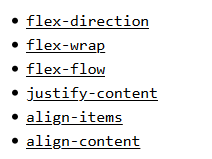 flex-direction
flex-wrap
flex-flow
justify-content
align-items
align-content